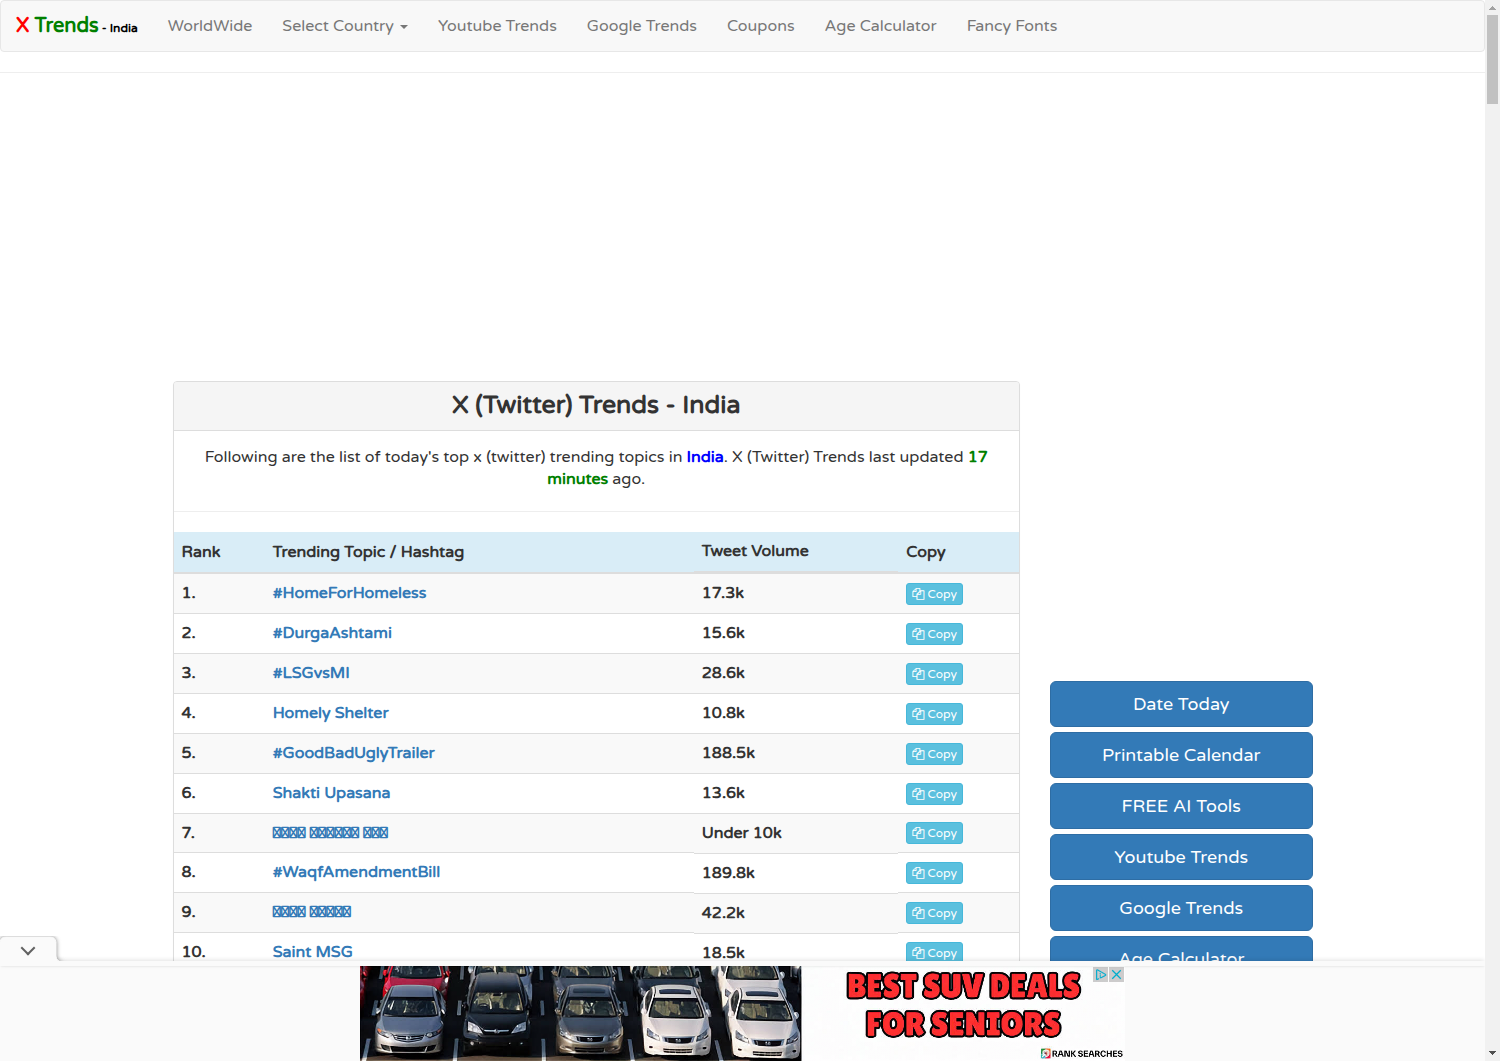 X Trends - India
WorldWide
Select Country
Youtube Trends
Google Trends
Coupons
Age Calculator
Fancy Fonts
X (Twitter) Trends - India
Following are the list of today's top x (twitter) trending topics in India. X (Twitter) Trends last updated 17
minutes ago.
Rank Trending Topic / Hashtag Tweet Volume Copy
1. #HomeForHomeless 17.3k Copy
2. #DurgaAshtami 15.6k Copy
3. #LSGvsMI 28.6k Copy
4. Homely Shelter 10.8k Copy
5. #GoodBadUglyTrailer 188.5k Copy
6. Shakti Upasana 13.6k Copy
7. Under 10k Copy
8. #WaqfAmendmentBill 189.8k Copy
9. 42.2k Copy
10. Saint MSG 18.5k Copy
Date Today
Printable Calendar
FREE AI Tools
Youtube Trends
Google Trends
Age Calculator
BEST SUV DEALS
FOR SENIORS
RANK SEARCHES